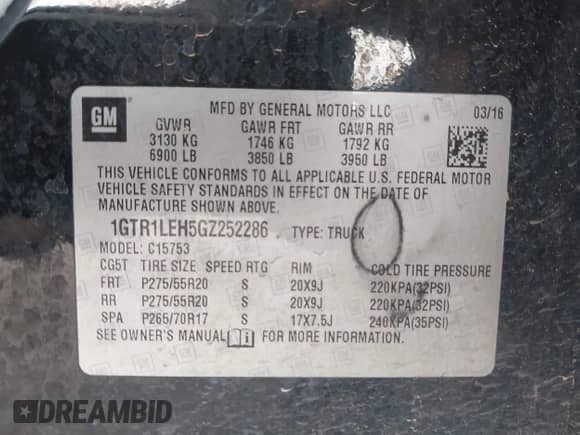 MFD BY GENERAL MOTORS LLC 03/16
GM
GVWR GAWR FRT GAWR RR
3130 KG 1746 KG 1792 KG
6900 LB 3850 LB 3950 LB
THIS VEHICLE CONFORMS TO ALL APPLICABLE U.S. FEDERAL MOTOR
VEHICLE SAFETY STANDARDS IN EFFECT ON THE DATE OF
MANUFACTURE SHOWN ABOVE.
1GTR1LEH5GZ252286 TYPE: TRUCK
MODEL: C15753
CG5T TIRE SIZE SPEED RTG RIM COLD TIRE PRESSURE
FRT P275/55R20 S 20X9J 220KPA(32PSI)
RR P275/55R20 S 20X9J 220KPA(32PSI)
SPA P265/70R17 S 17X7.5J 240KPA(35PSI)
SEE OWNER'S MANUAL FOR MORE INFORMATION.
DREAMBID